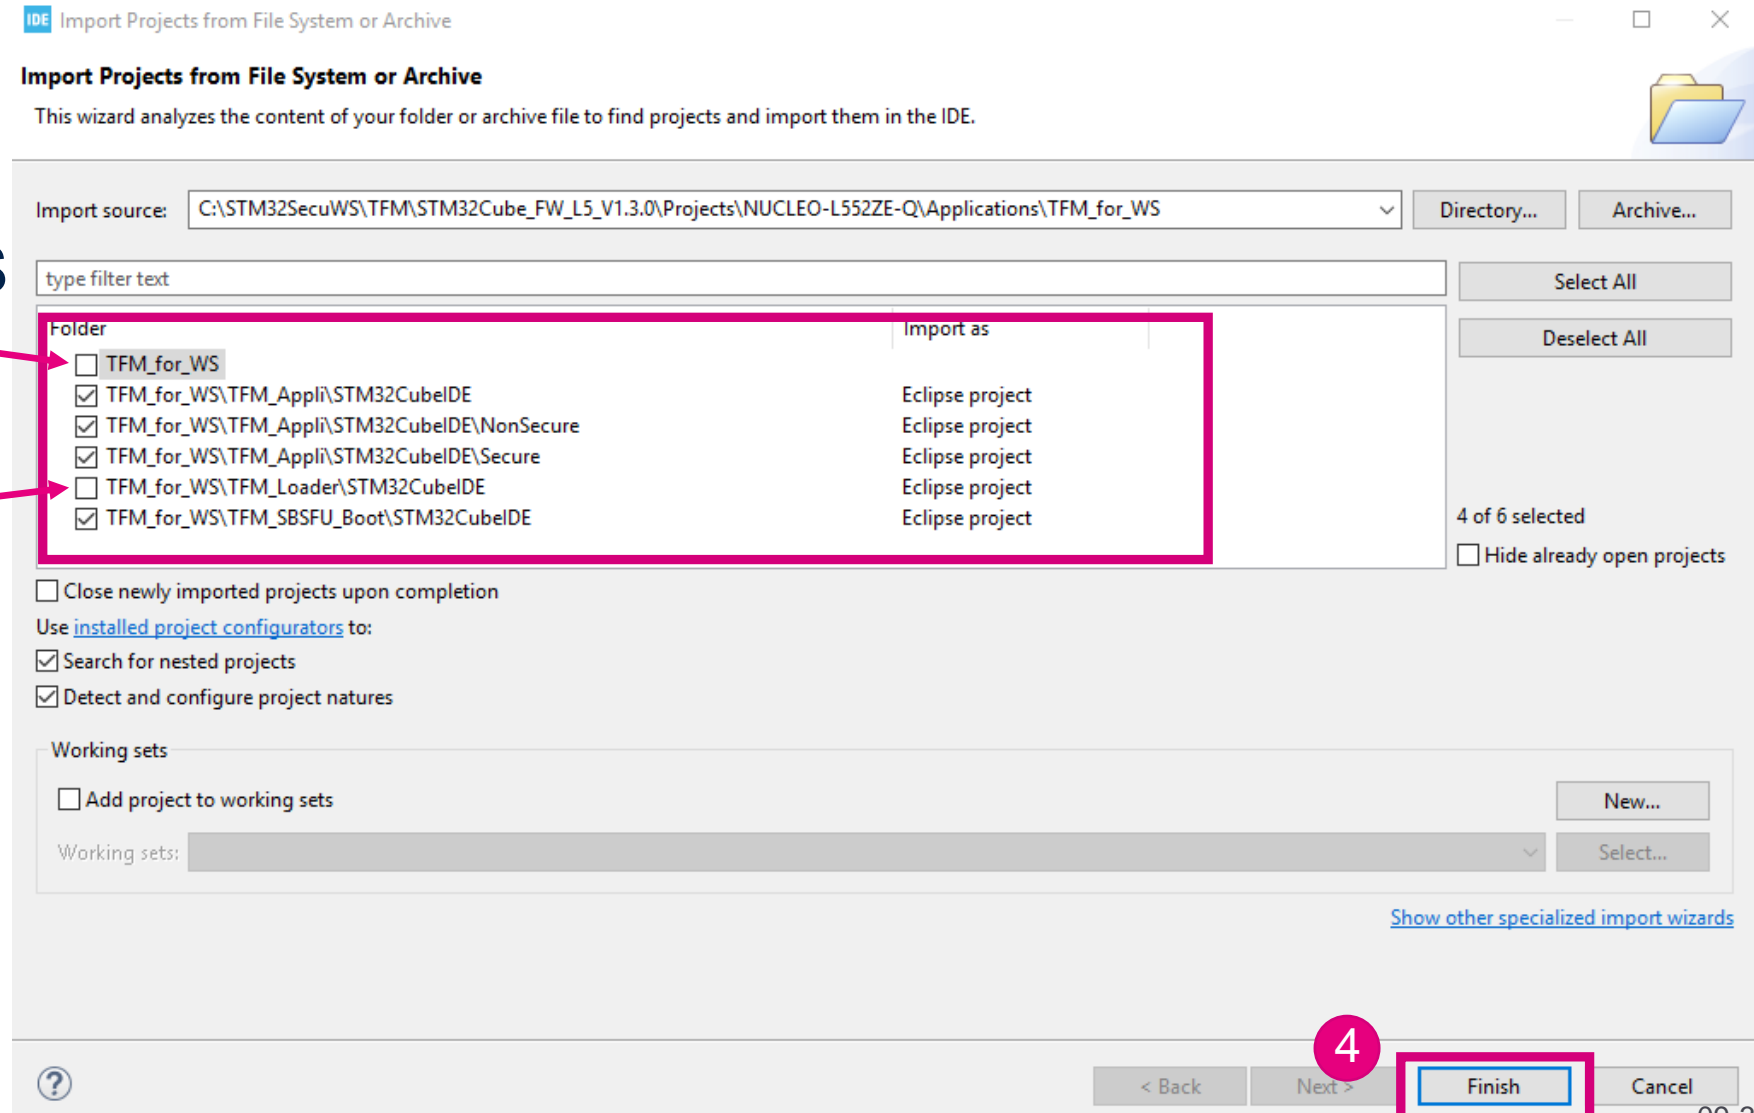 IDE Import Projects from File System or Archive
Import Projects from File System or Archive
This wizard analyzes the content of your folder or archive file to find projects and import them in the IDE.
Import source: C:\STM32SecuWS\TFM\STM32Cube_FW_L5_V1.3.0\Projects\NUCLEO-L552ZE-Q\Applications\TFM_for_WS Directory... Archive...
type filter text Select All
Folder Import as Deselect All
TFM_for_WS
TFM_for_WS\TFM_Appli\STM32CubeIDE Eclipse project
TFM_for_WS\TFM_Appli\STM32CubeIDE\NonSecure Eclipse project
TFM_for_WS\TFM_Appli\STM32CubeIDE\Secure Eclipse project
TFM_for_WS\TFM_Loader\STM32CubeIDE Eclipse project
TFM_for_WS\TFM_SBSFU_Boot\STM32CubeIDE Eclipse project
4 of 6 selected
Hide already open projects
Close newly imported projects upon completion
Use installed project configurators to:
Search for nested projects
Detect and configure project natures
Working sets
Add project to working sets New...
Working sets: Select...
Show other specialized import wizards
4
? < Back Next > Finish Cancel